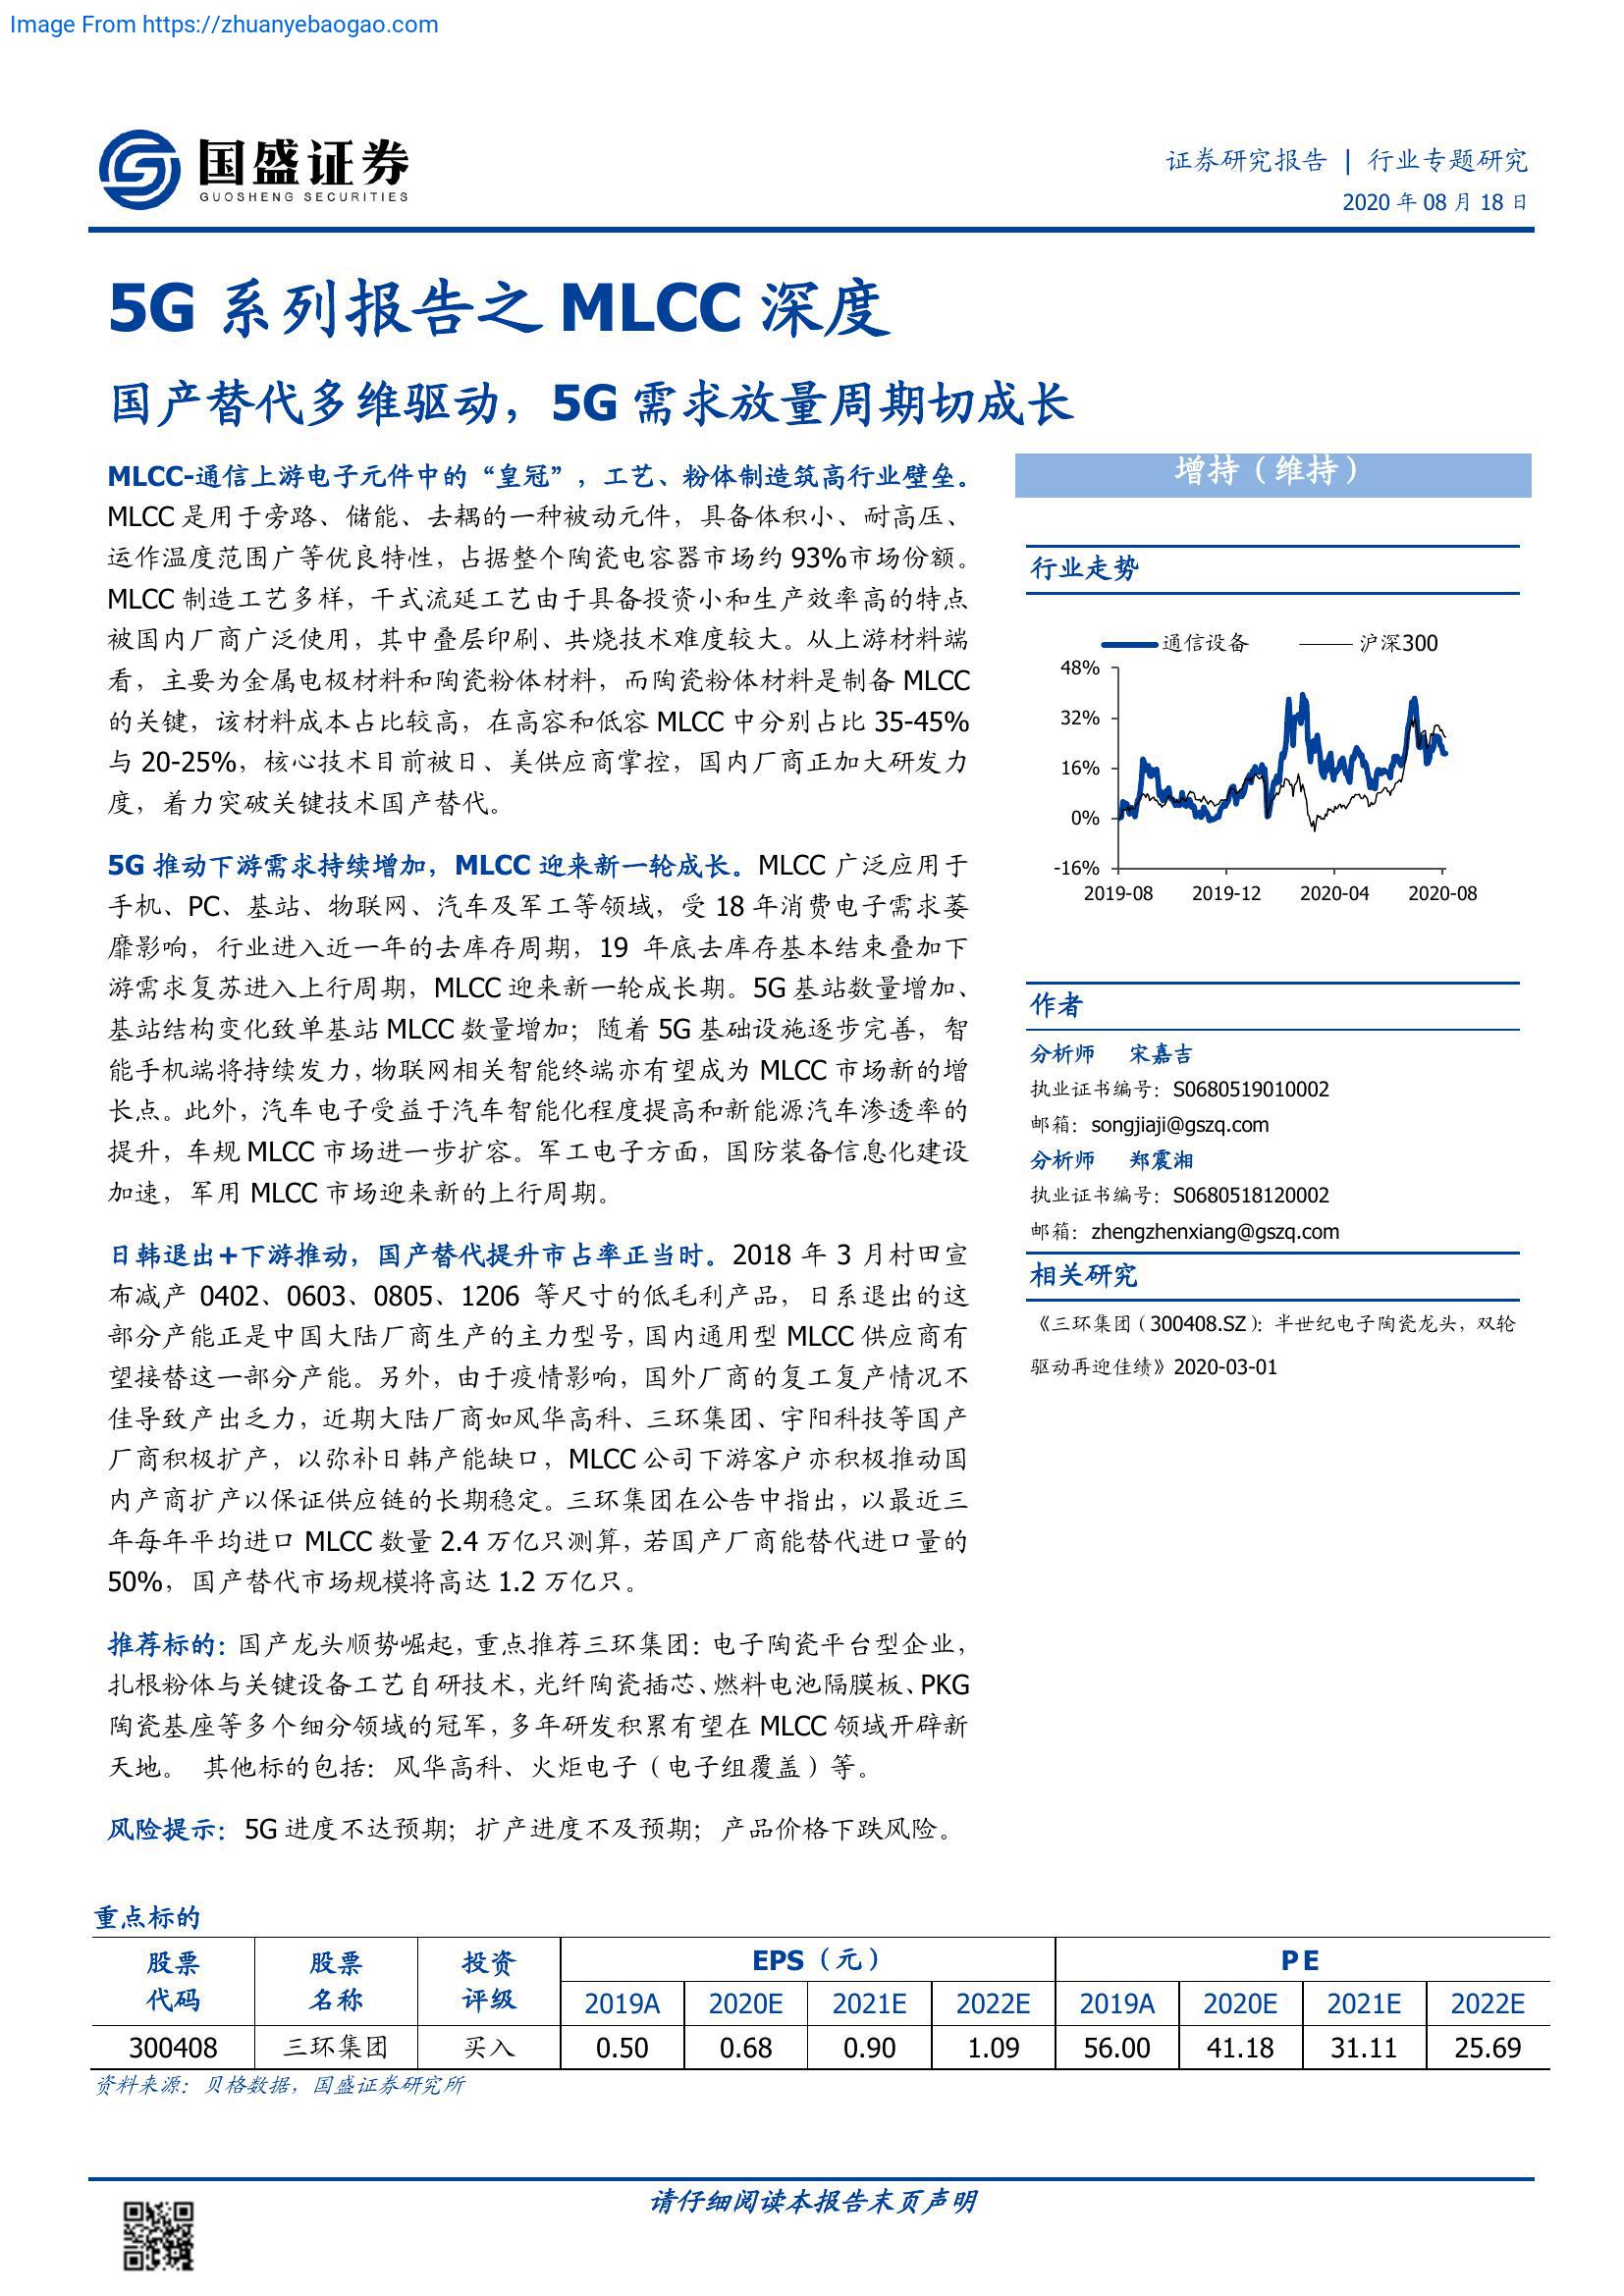 Image From https://zhuanyebaogao.com
国盛证券
GUOSHENG SECURITIES
证券研究报告 | 行业专题研究
2020 年 08 月 18 日
5G 系列报告之 MLCC 深度
国产替代多维驱动，5G 需求放量周期切成长
MLCC-通信上游电子元件中的“皇冠”，工艺、粉体制造筑高行业壁垒。
MLCC 是用于旁路、储能、去耦的一种被动元件，具备体积小、耐高压、
运作温度范围广等优良特性，占据整个陶瓷电容器市场约 93%市场份额。
MLCC 制造工艺多样，干式流延工艺由于具备投资小和生产效率高的特点
被国内厂商广泛使用，其中叠层印刷、共烧技术难度较大。从上游材料端
看，主要为金属电极材料和陶瓷粉体材料，而陶瓷粉体材料是制备 MLCC
的关键，该材料成本占比较高，在高容和低容 MLCC 中分别占比 35-45%
与 20-25%，核心技术目前被日、美供应商掌控，国内厂商正加大研发力
度，着力突破关键技术国产替代。
5G 推动下游需求持续增加，MLCC 迎来新一轮成长。MLCC 广泛应用于
手机、PC、基站、物联网、汽车及军工等领域，受 18 年消费电子需求萎
靡影响，行业进入近一年的去库存周期，19 年底去库存基本结束叠加下
游需求复苏进入上行周期，MLCC 迎来新一轮成长期。5G 基站数量增加、
基站结构变化致单基站 MLCC 数量增加；随着 5G 基础设施逐步完善，智
能手机端将持续发力，物联网相关智能终端亦有望成为 MLCC 市场新的增
长点。此外，汽车电子受益于汽车智能化程度提高和新能源汽车渗透率的
提升，车规 MLCC 市场进一步扩容。军工电子方面，国防装备信息化建设
加速，军用 MLCC 市场迎来新的上行周期。
日韩退出+下游推动，国产替代提升市占率正当时。2018 年 3 月村田宣
布减产 0402、0603、0805、1206 等尺寸的低毛利产品，日系退出的这
部分产能正是中国大陆厂商生产的主力型号，国内通用型 MLCC 供应商有
望接替这一部分产能。另外，由于疫情影响，国外厂商的复工复产情况不
佳导致产出乏力，近期大陆厂商如风华高科、三环集团、宇阳科技等国产
厂商积极扩产，以弥补日韩产能缺口，MLCC 公司下游客户亦积极推动国
内产商扩产以保证供应链的长期稳定。三环集团在公告中指出，以最近三
年每年平均进口 MLCC 数量 2.4 万亿只测算，若国产厂商能替代进口量的
50%，国产替代市场规模将高达 1.2 万亿只。
推荐标的：国产龙头顺势崛起，重点推荐三环集团：电子陶瓷平台型企业，
扎根粉体与关键设备工艺自研技术，光纤陶瓷插芯、燃料电池隔膜板、PKG
陶瓷基座等多个细分领域的冠军，多年研发积累有望在 MLCC 领域开辟新
天地。 其他标的包括：风华高科、火炬电子（电子组覆盖）等。
风险提示：5G 进度不达预期；扩产进度不及预期；产品价格下跌风险。
增持（维持）
行业走势
通信设备 沪深300
48%
32%
16%
0%
-16%
2019-08 2019-12 2020-04 2020-08
作者
分析师 宋嘉吉
执业证书编号：S0680519010002
邮箱：songjiaji@gszq.com
分析师 郑震湘
执业证书编号：S0680518120002
邮箱：zhengzhenxiang@gszq.com
相关研究
《三环集团（300408.SZ）：半世纪电子陶瓷龙头，双轮
驱动再迎佳绩》2020-03-01
重点标的
股票 股票 投资 EPS（元） P E
代码 名称 评级 2019A 2020E 2021E 2022E 2019A 2020E 2021E 2022E
300408 三环集团 买入 0.50 0.68 0.90 1.09 56.00 41.18 31.11 25.69
资料来源：贝格数据，国盛证券研究所
请仔细阅读本报告末页声明